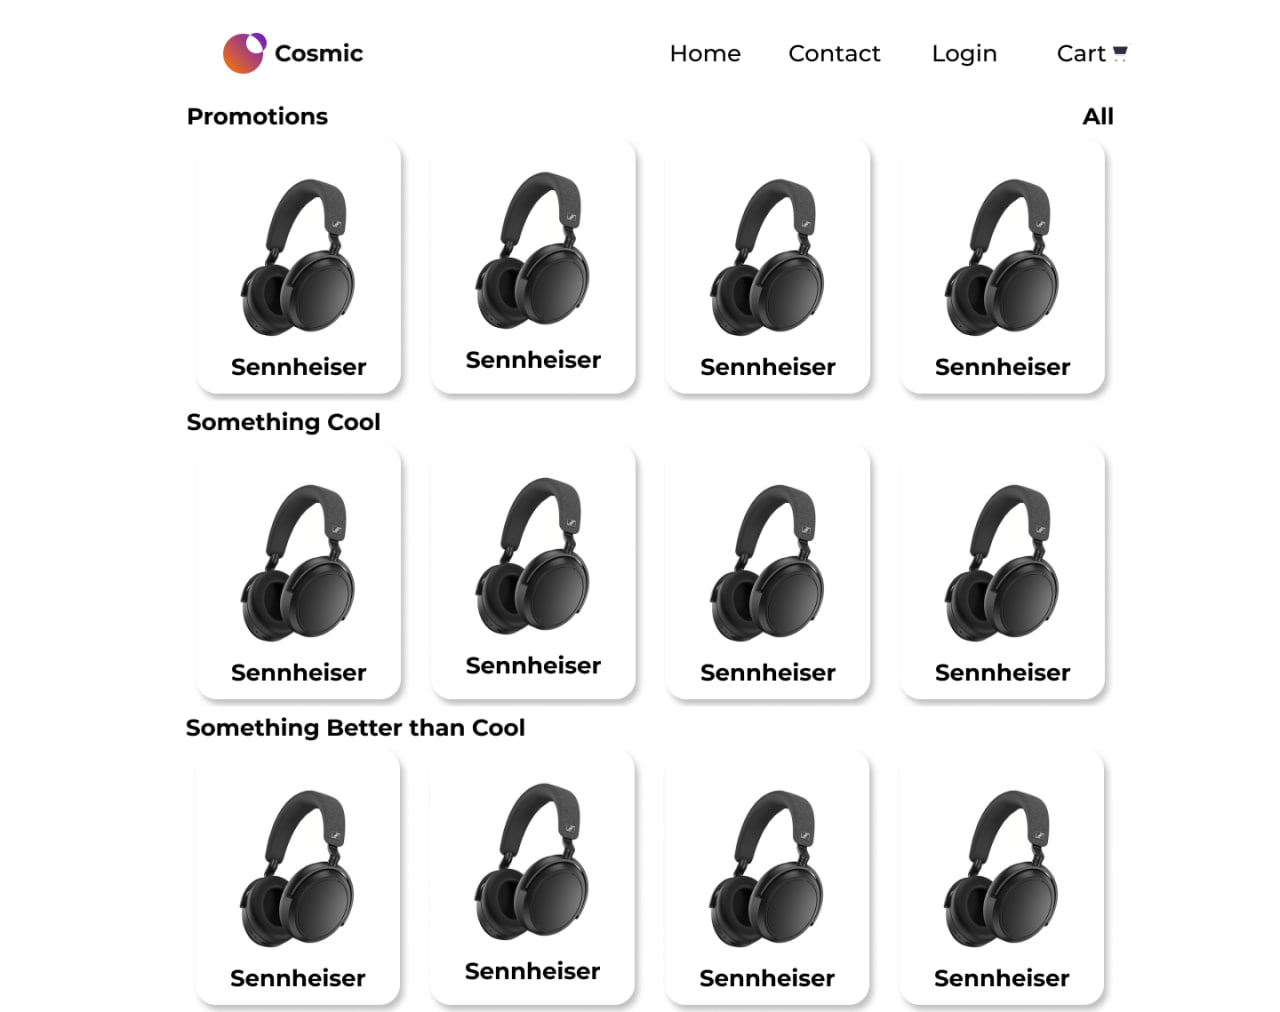 Cosmic Home Contact Login Cart
Promotions All
Sennheiser Sennheiser Sennheiser Sennheiser
Something Cool
Sennheiser Sennheiser Sennheiser Sennheiser
Something Better than Cool
Sennheiser Sennheiser Sennheiser Sennheiser